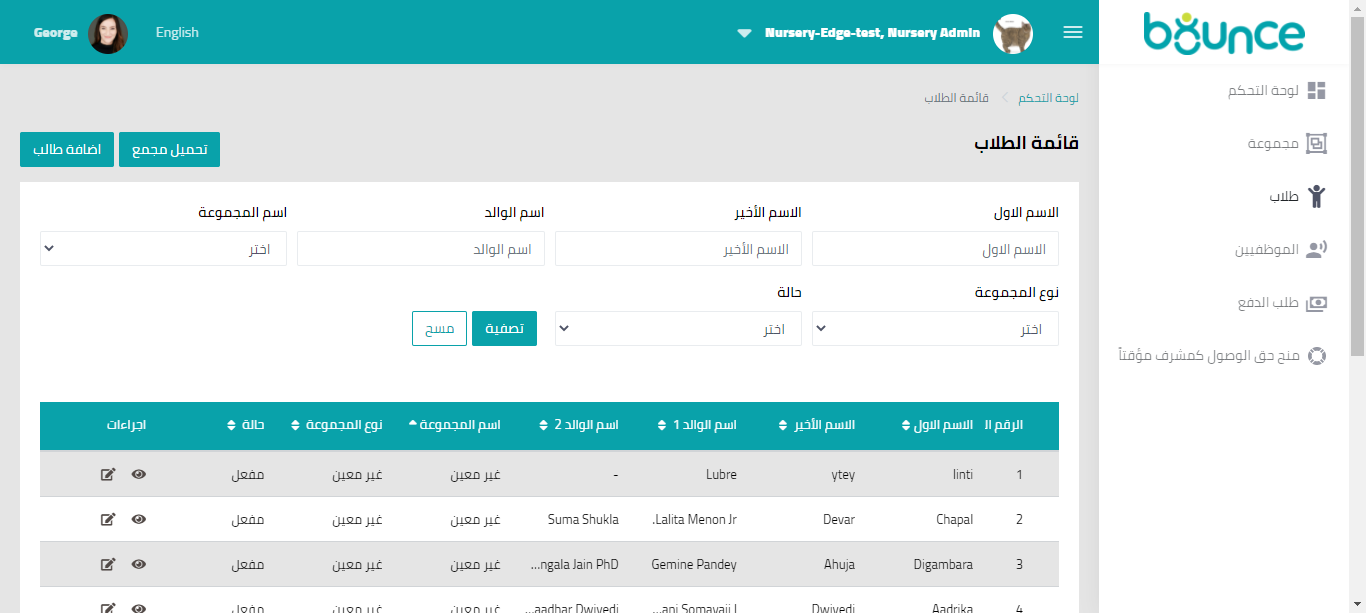 bounce
Nursery-Edge-test, Nursery Admin
English
George
لوحة التحكم
مجموعة
طلاب
الموظفيين
طلب الدفع
منح حق الوصول كمشرف مؤقتاً
لوحة التحكم
قائمة الطلاب
قائمة الطلاب
تحميل مجمع
اضافة طالب
الاسم الاول الاسم الأخير اسم الوالد اسم المجموعة
الاسم الاول الاسم الأخير اسم الوالد اختر
نوع المجموعة حالة
اختر اختر تصفية مسح
الرقم ال الاسم الاول الاسم الأخير اسم الوالد 1 اسم الوالد 2 اسم المجموعة نوع المجموعة حالة اجراءات
1 linti ytey Lubre - غير معين غير معين مفعل
2 Chapal Devar .Lalita Menon Jr Suma Shukla غير معين غير معين مفعل
3 Digambara Ahuja Gemine Pandey ...ngala Jain PhD غير معين غير معين مفعل
4 Aadrika Dwivedi ...ani Somayaji I ...aadhar Dwivedi غير معين غير معين مفعل